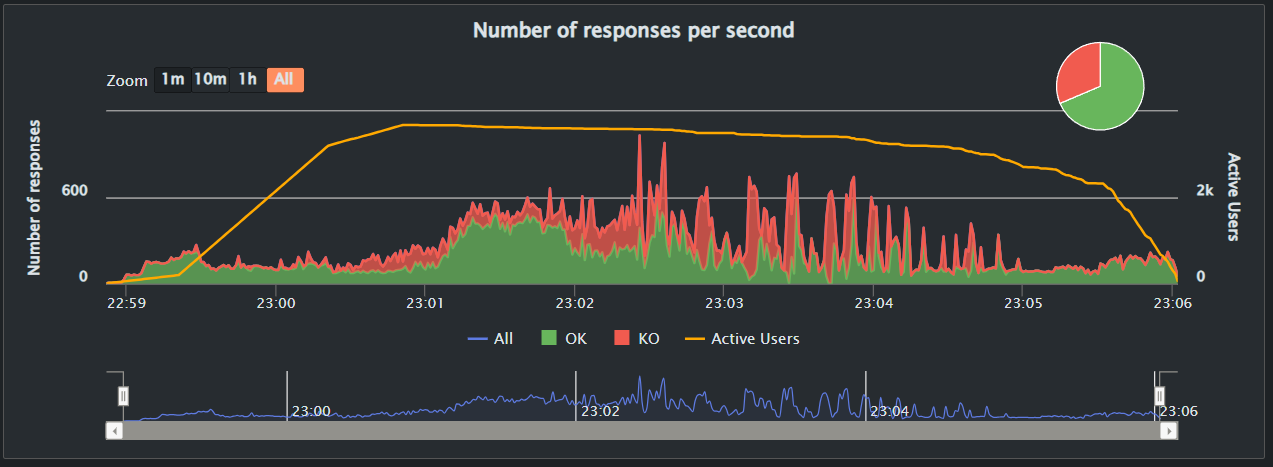 Number of responses per second
Zoom 1m 10m 1h All
Number of responses
600
0
2k
0
Active Users
22:59 23:00 23:01 23:02 23:03 23:04 23:05 23:06
All OK KO Active Users
23:00 23:02 23:04 23:06